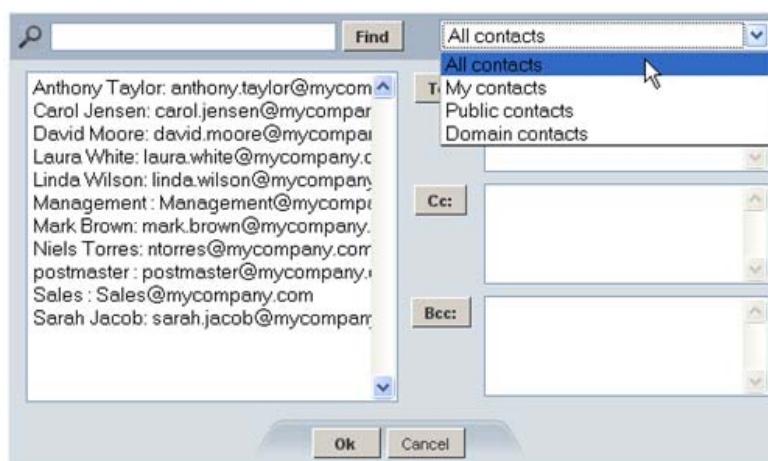 Find
All contacts
All contacts
My contacts
Public contacts
Domain contacts
Anthony Taylor: anthony.taylor@mycom
Carol Jensen: carol.jensen@mycompar
David Moore: david.moore@mycompa
Laura White: laura.white@mycompany.c
Linda Wilson: linda.wilson@mycompany
Management : Management@mycompa
Mark Brown: mark.brown@mycompany.
Niels Torres: ntorres@mycompany.com
postmaster : postmaster@mycompany.
Sales : Sales@mycompany.com
Sarah Jacob: sarah.jacob@mycompan
Cc:
Bcc:
Ok
Cancel